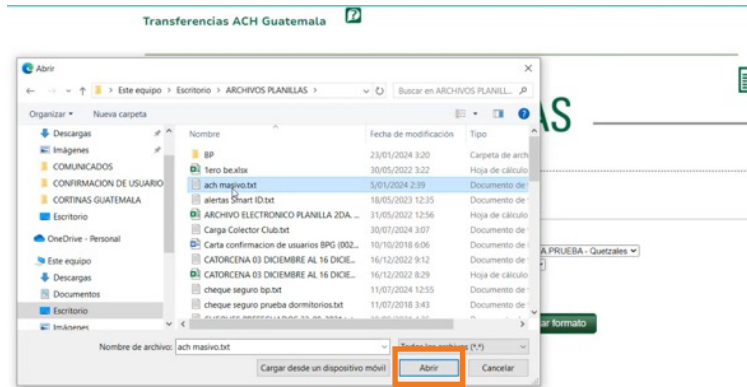 Transferencias ACH Guatemala
Abrir
Este equipo > Escritorio > ARCHIVOS PLANILLAS >
Buscar en ARCHIVOS PLANILL...
Organizar Nueva carpeta
AS
Descargas
Imágenes
COMUNICADOS
CONFIRMACION DE USUARIO
CORTINAS GUATEMALA
Escritorio
OneDrive - Personal
Este equipo
Descargas
Documentos
Escritorio
Imágenes
Nombre Fecha de modificación Tipo
BP 23/01/2024 3:20 Carpeta de arch
1ero be.xlsx 30/05/2022 3:22 Hoja de cálculo
ach masivo.txt 5/01/2024 2:39 Documento de
alertas Smart ID.txt 18/05/2023 12:35 Documento de
ARCHIVO ELECTRONICO PLANILLA 2DA. ... 31/05/2022 12:56 Hoja de cálculo
Carga Colector Club.txt 30/07/2024 3:07 Documento de
Carta confirmacion de usuarios BPG (002... 10/10/2018 6:06 Documento de
CATORCENA 03 DICIEMBRE AL 16 DICIE... 16/12/2022 9:12 Documento de
CATORCENA 03 DICIEMBRE AL 16 DICIE... 16/12/2022 8:29 Hoja de cálculo
cheque seguro bp.txt 11/07/2024 12:55 Documento de
cheque seguro prueba dormitorios.txt 11/07/2018 3:43 Documento de
A PRUEBA - Quetzales
ar formato
Nombre de archivo: ach masivo.txt Todos los archivos (*.*)
Cargar desde un dispositivo móvil Abrir Cancelar